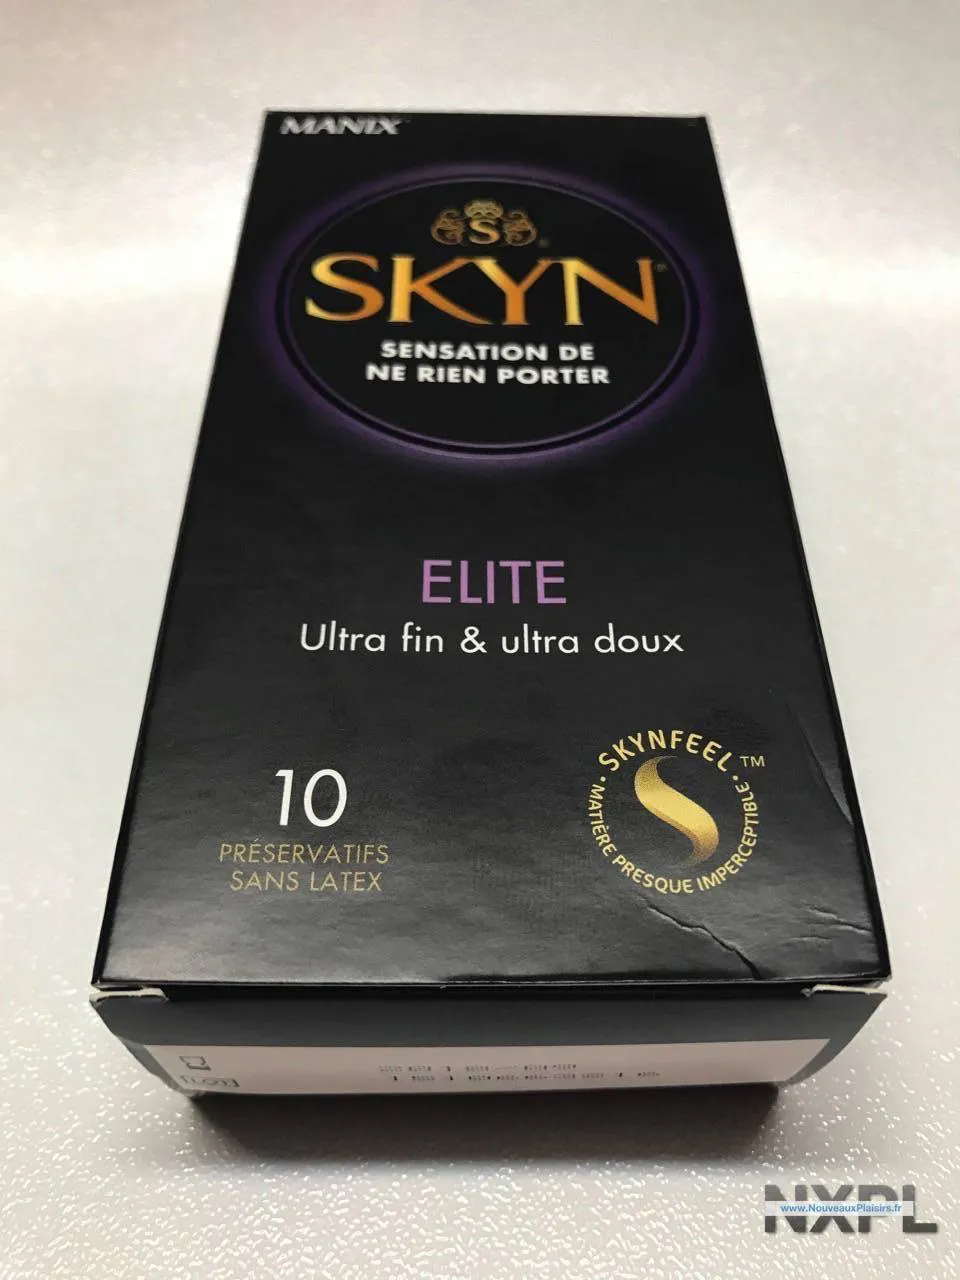 MANIX
S
SKYN
SENSATION DE
NE RIEN PORTER
ELITE
Ultra fin & ultra doux
10
PRÉSERVATIFS
SANS LATEX
SKYNFEEL™
• MATIÈRE PRESQUE IMPERCEPTIBLE •
LOT
NXPL
www.NouveauxPlaisirs.fr